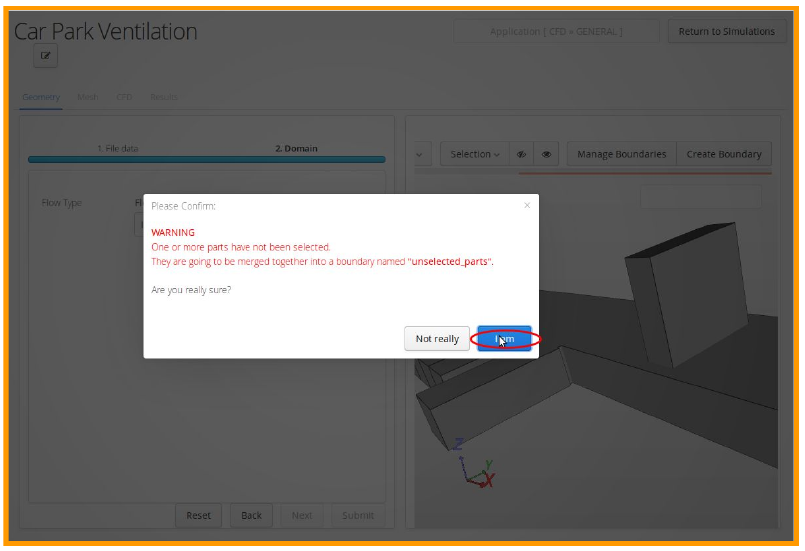 Car Park Ventilation
Application [ CFD » GENERAL ]
Return to Simulations
Geometry Mesh CFD Results
1. File data
2. Domain
Selection
Manage Boundaries
Create Boundary
Flow Type
Please Confirm:
×
WARNING
One or more parts have not been selected.
They are going to be merged together into a boundary named "unselected_parts".
Are you really sure?
Not really
I am
Z
Y
X
Reset
Back
Next
Submit